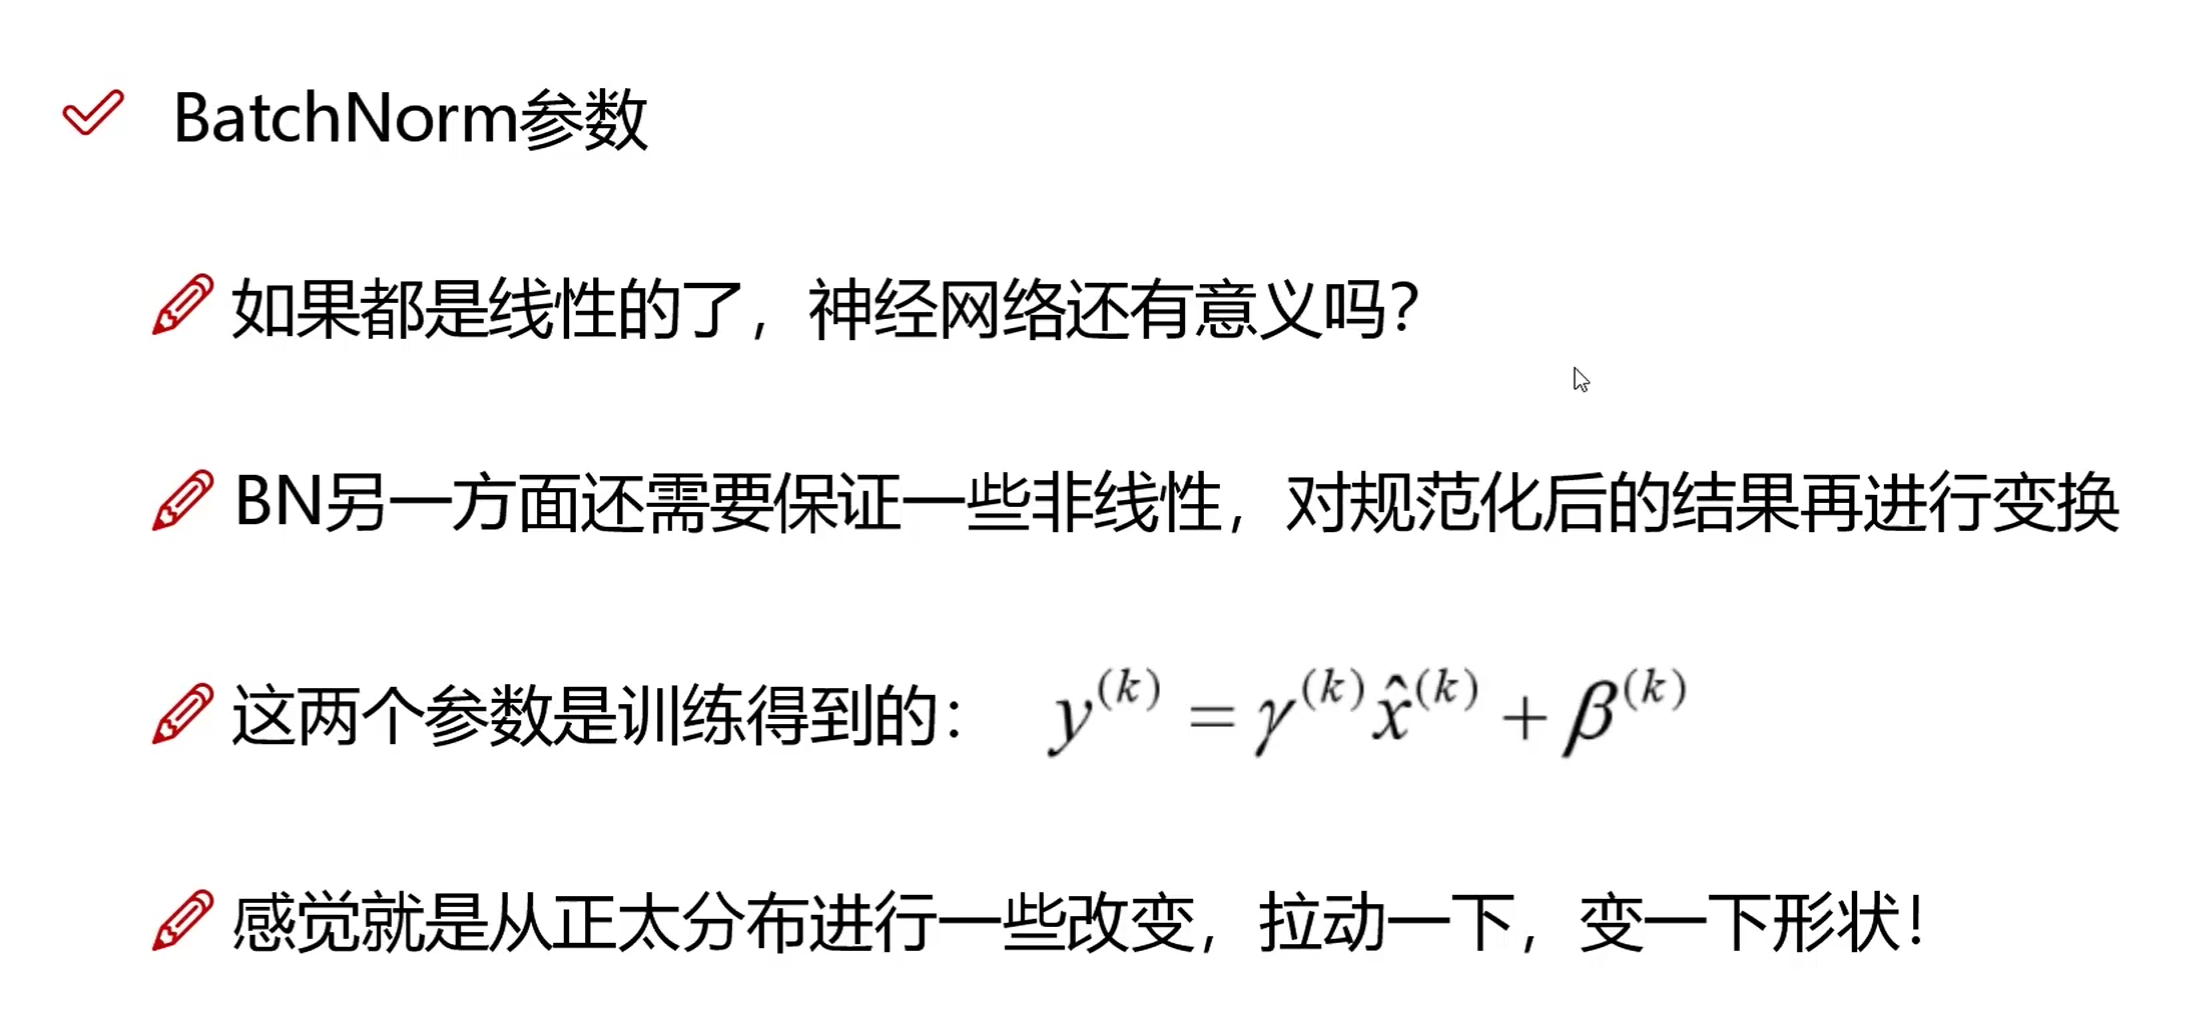 BatchNorm参数
如果都是线性的了，神经网络还有意义吗？
BN另一方面还需要保证一些非线性，对规范化后的结果再进行变换
这两个参数是训练得到的： y^(k) = γ^(k) x̂^(k) + β^(k)
感觉就是从正太分布进行一些改变，拉动一下，变一下形状！